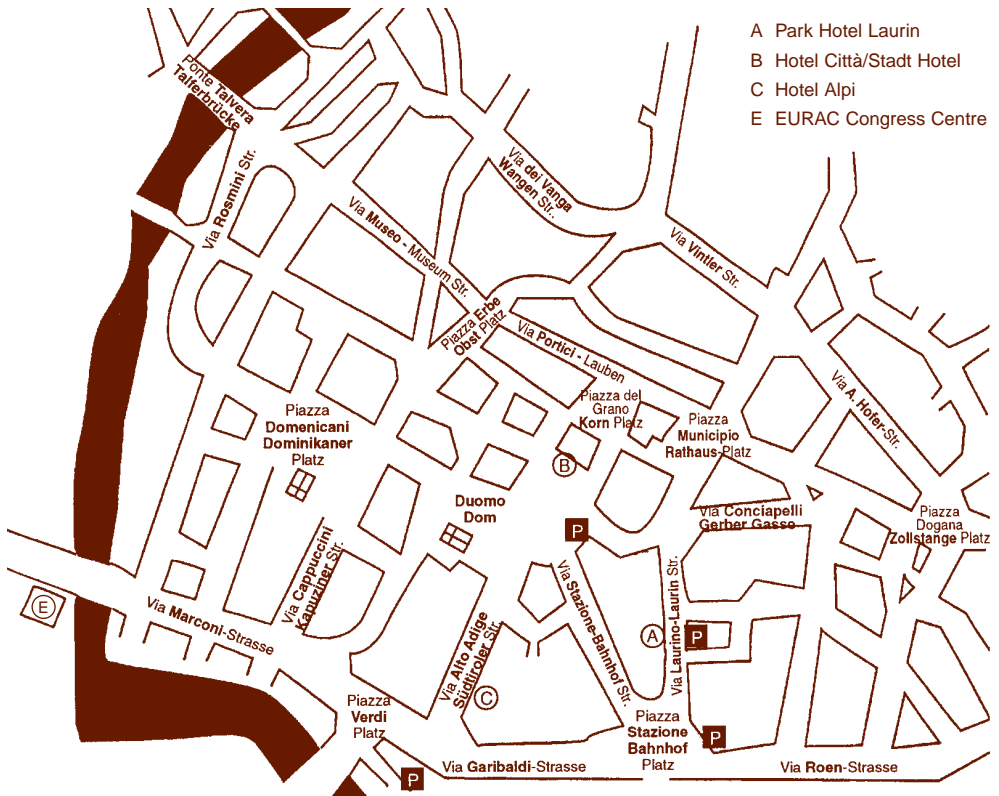 A Park Hotel Laurin
B Hotel Città/Stadt Hotel
C Hotel Alpi
E EURAC Congress Centre
Ponte Talvera
Talferbrücke
Via Rosmini Str.
Via dei Vanga
Wangen Str..
Via Museo - Museum Str.
Via Vintler Str.
Piazza Erbe
Obst Platz
Via Portici - Lauben
Piazza del
Grano
Korn Platz
Piazza
Municipio
Rathaus-Platz
Via A. Hofer-Str.
Piazza
Domenicani
Dominikaner
Platz
B
Duomo
Dom
Via Conciapelli
Gerber Gasse
Piazza
Dogana
Zollstange Platz
P
Via Cappuccini
Kapuziner Str.
E
Via Marconi-Strasse
Via Alto Adige
Südtiroler Str.
Via Stazione-Bahnhof Str.
Via Laurino-Laurin Str.
A
P
C
Piazza
Verdi
Platz
Piazza
Stazione
Bahnhof
Platz
P
Via Garibaldi-Strasse
Via Roen-Strasse
P